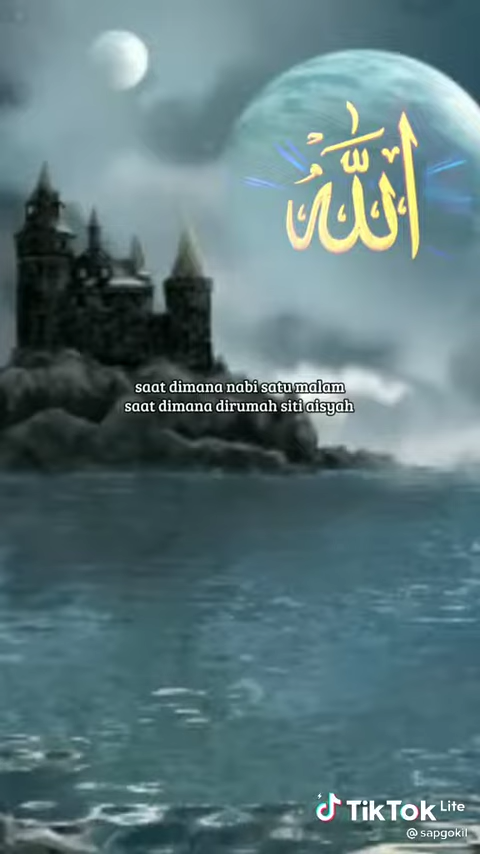 الله
saat dimana nabi satu malam
saat dimana dirumah siti aisyah
TikTok Lite
@sapgokil